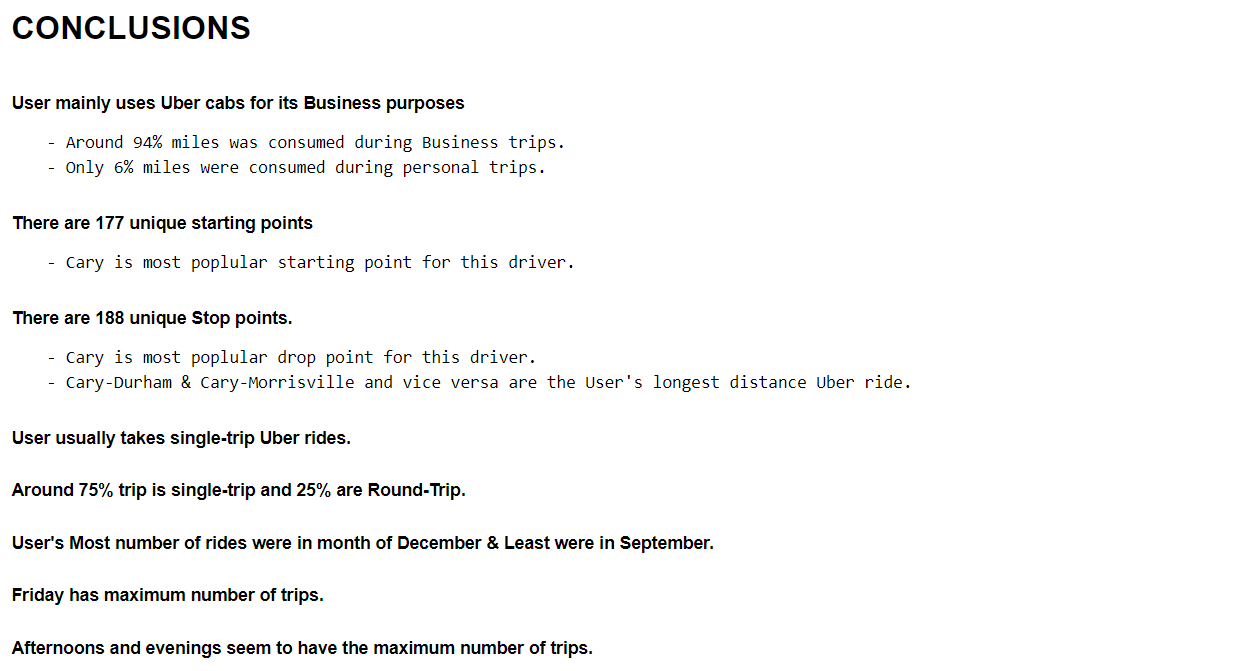 CONCLUSIONS
User mainly uses Uber cabs for its Business purposes
- Around 94% miles was consumed during Business trips.
- Only 6% miles were consumed during personal trips.
There are 177 unique starting points
- Cary is most poplular starting point for this driver.
There are 188 unique Stop points.
- Cary is most poplular drop point for this driver.
- Cary-Durham & Cary-Morrisville and vice versa are the User's longest distance Uber ride.
User usually takes single-trip Uber rides.
Around 75% trip is single-trip and 25% are Round-Trip.
User's Most number of rides were in month of December & Least were in September.
Friday has maximum number of trips.
Afternoons and evenings seem to have the maximum number of trips.